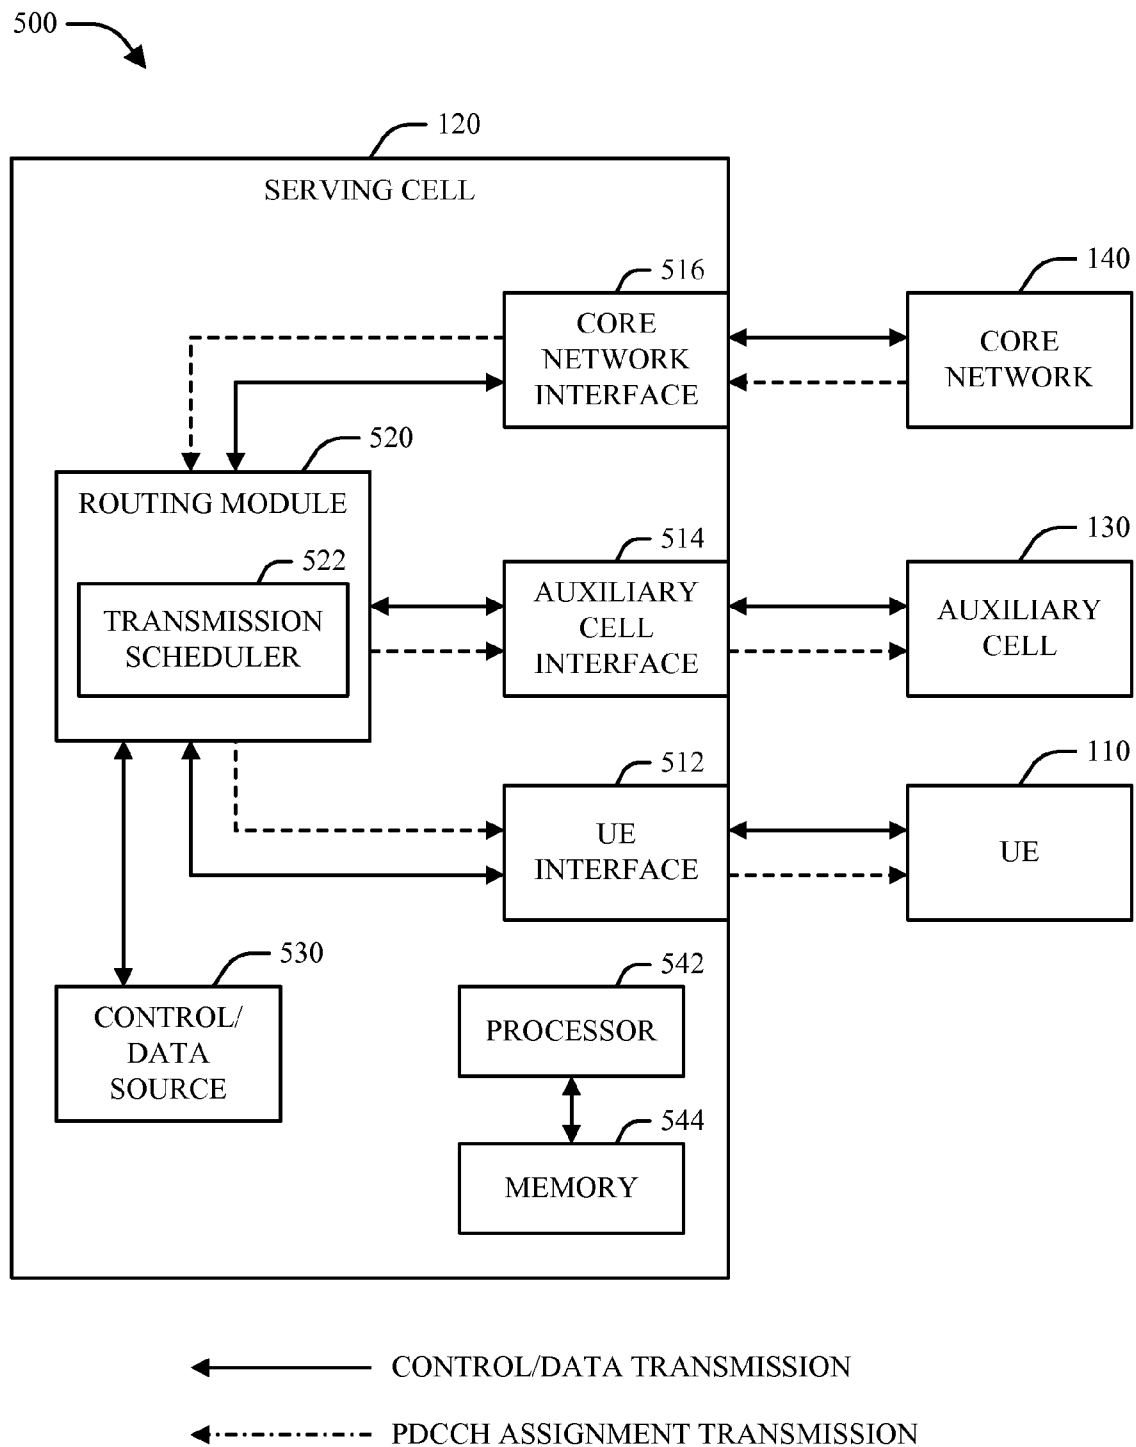 500
120
SERVING CELL
516
CORE
NETWORK
INTERFACE
140
CORE
NETWORK
520
ROUTING MODULE
522
TRANSMISSION
SCHEDULER
514
AUXILIARY
CELL
INTERFACE
130
AUXILIARY
CELL
512
UE
INTERFACE
110
UE
530
CONTROL/
DATA
SOURCE
542
PROCESSOR
544
MEMORY
CONTROL/DATA TRANSMISSION
PDCCH ASSIGNMENT TRANSMISSION